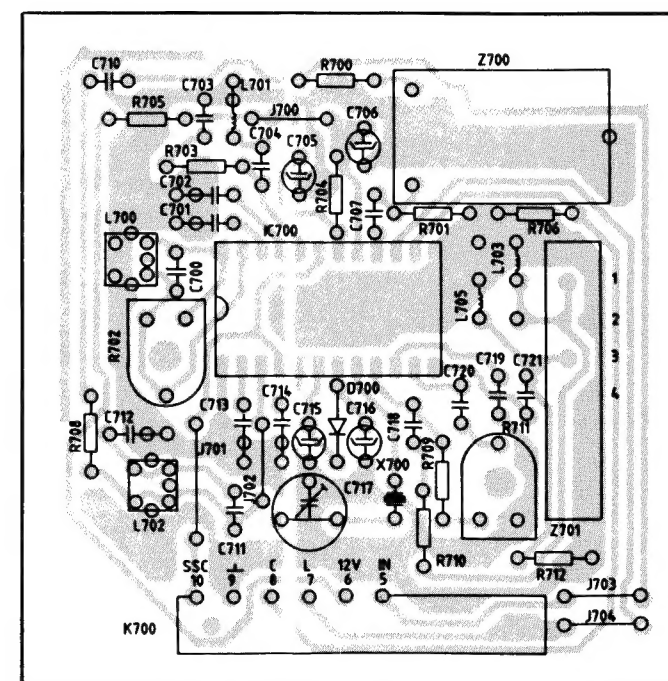 C710
C703
L701
R700
Z700
R705
J700
C706
C704
C705
R703
C702
R704
C707
C701
L700
R701
R706
IC700
C700
L703
L705
1
2
R702
3
C719 C721
C720
4
D700
C714
C713
C715
C716
C718
R711
C712
R708
J701
R709
X700
J702
C717
L702
C711
R710
Z701
R712
SSC ⏚ C L 12V IN
10 9 8 7 6 5
J703
K700
J704